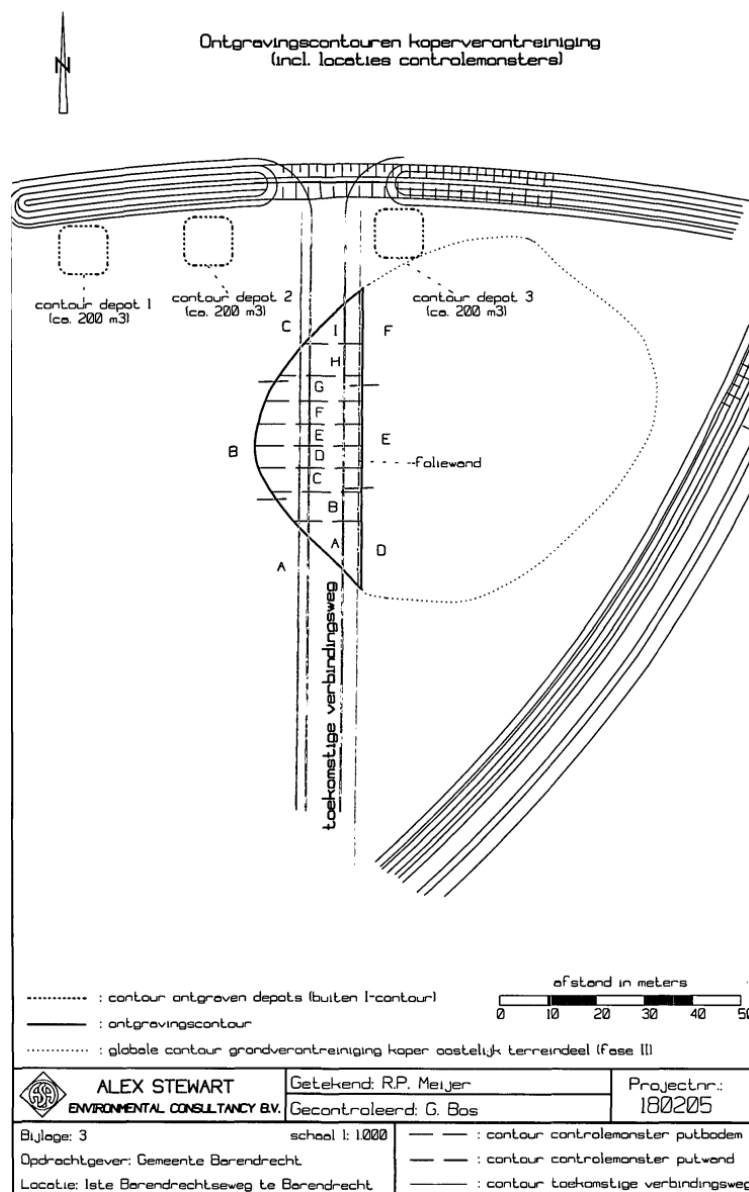 Ontgravingscontouren koperverontreiniging
(incl. locaties controlemonsters)
N
contour depot 1
(ca. 200 m3)
contour depot 2
(ca. 200 m3)
contour depot 3
(ca. 200 m3)
C
I
F
H
G
F
E
E
B
D
foliewand
C
B
A
D
A
toekomstige verbindingsweg
: contour ontgraven depots (buiten I-contour)
: ontgravingscontour
: globale contour grondverontreiniging koper oostelijk terreindeel (fase II)
afstand in meters
0 10 20 30 40 50
ALEX STEWART
ENVIRONMENTAL CONSULTANCY B.V.
Getekend: R.P. Meijer
Gecontroleerd: G. Bos
Projectnr.:
180205
Bijlage: 3 schaal 1: 1.000
Opdrachtgever: Gemeente Barendrecht
Locatie: 1ste Barendrechtseweg te Barendrecht
: contour controlemonster putbodem
: contour controlemonster putwand
: contour toekomstige verbindingsweg